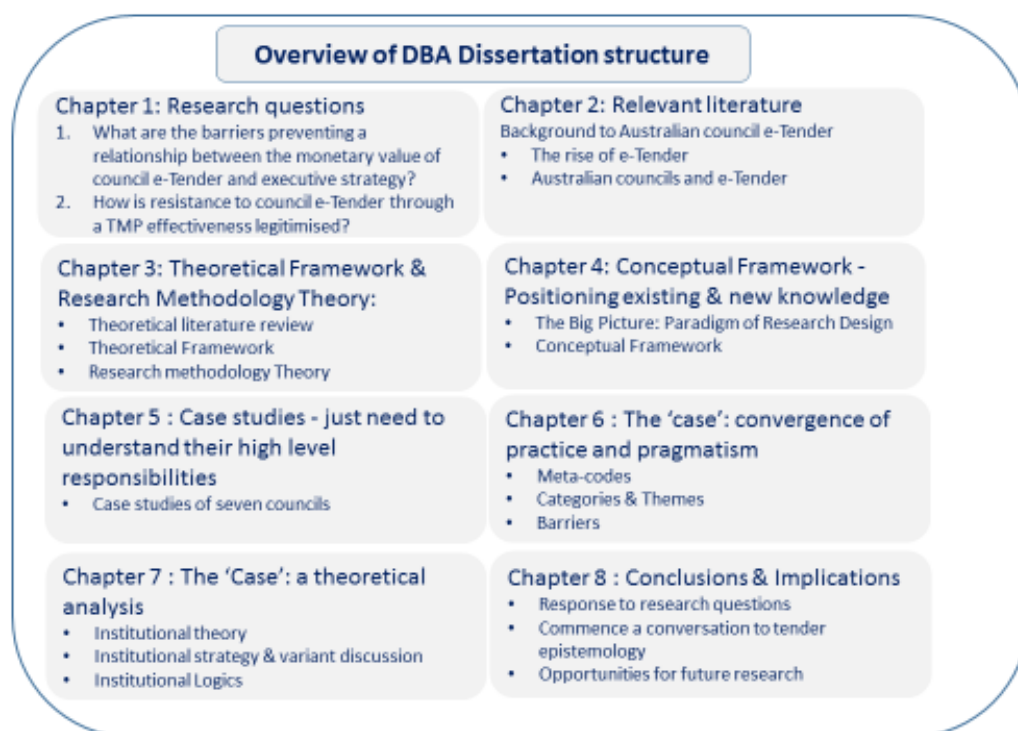 Overview of DBA Dissertation structure
Chapter 1: Research questions
1. What are the barriers preventing a
relationship between the monetary value of
council e-Tender and executive strategy?
2. How is resistance to council e-Tender through
a TMP effectiveness legitimised?
Chapter 2: Relevant literature
Background to Australian council e-Tender
• The rise of e-Tender
• Australian councils and e-Tender
Chapter 3: Theoretical Framework &
Research Methodology Theory:
• Theoretical literature review
• Theoretical Framework
• Research methodology Theory
Chapter 4: Conceptual Framework -
Positioning existing & new knowledge
• The Big Picture: Paradigm of Research Design
• Conceptual Framework
Chapter 5 : Case studies - just need to
understand their high level
responsibilities
• Case studies of seven councils
Chapter 6 : The ‘case’: convergence of
practice and pragmatism
• Meta-codes
• Categories & Themes
• Barriers
Chapter 7 : The ‘Case’: a theoretical
analysis
• Institutional theory
• Institutional strategy & variant discussion
• Institutional Logics
Chapter 8 : Conclusions & Implications
• Response to research questions
• Commence a conversation to tender
epistemology
• Opportunities for future research